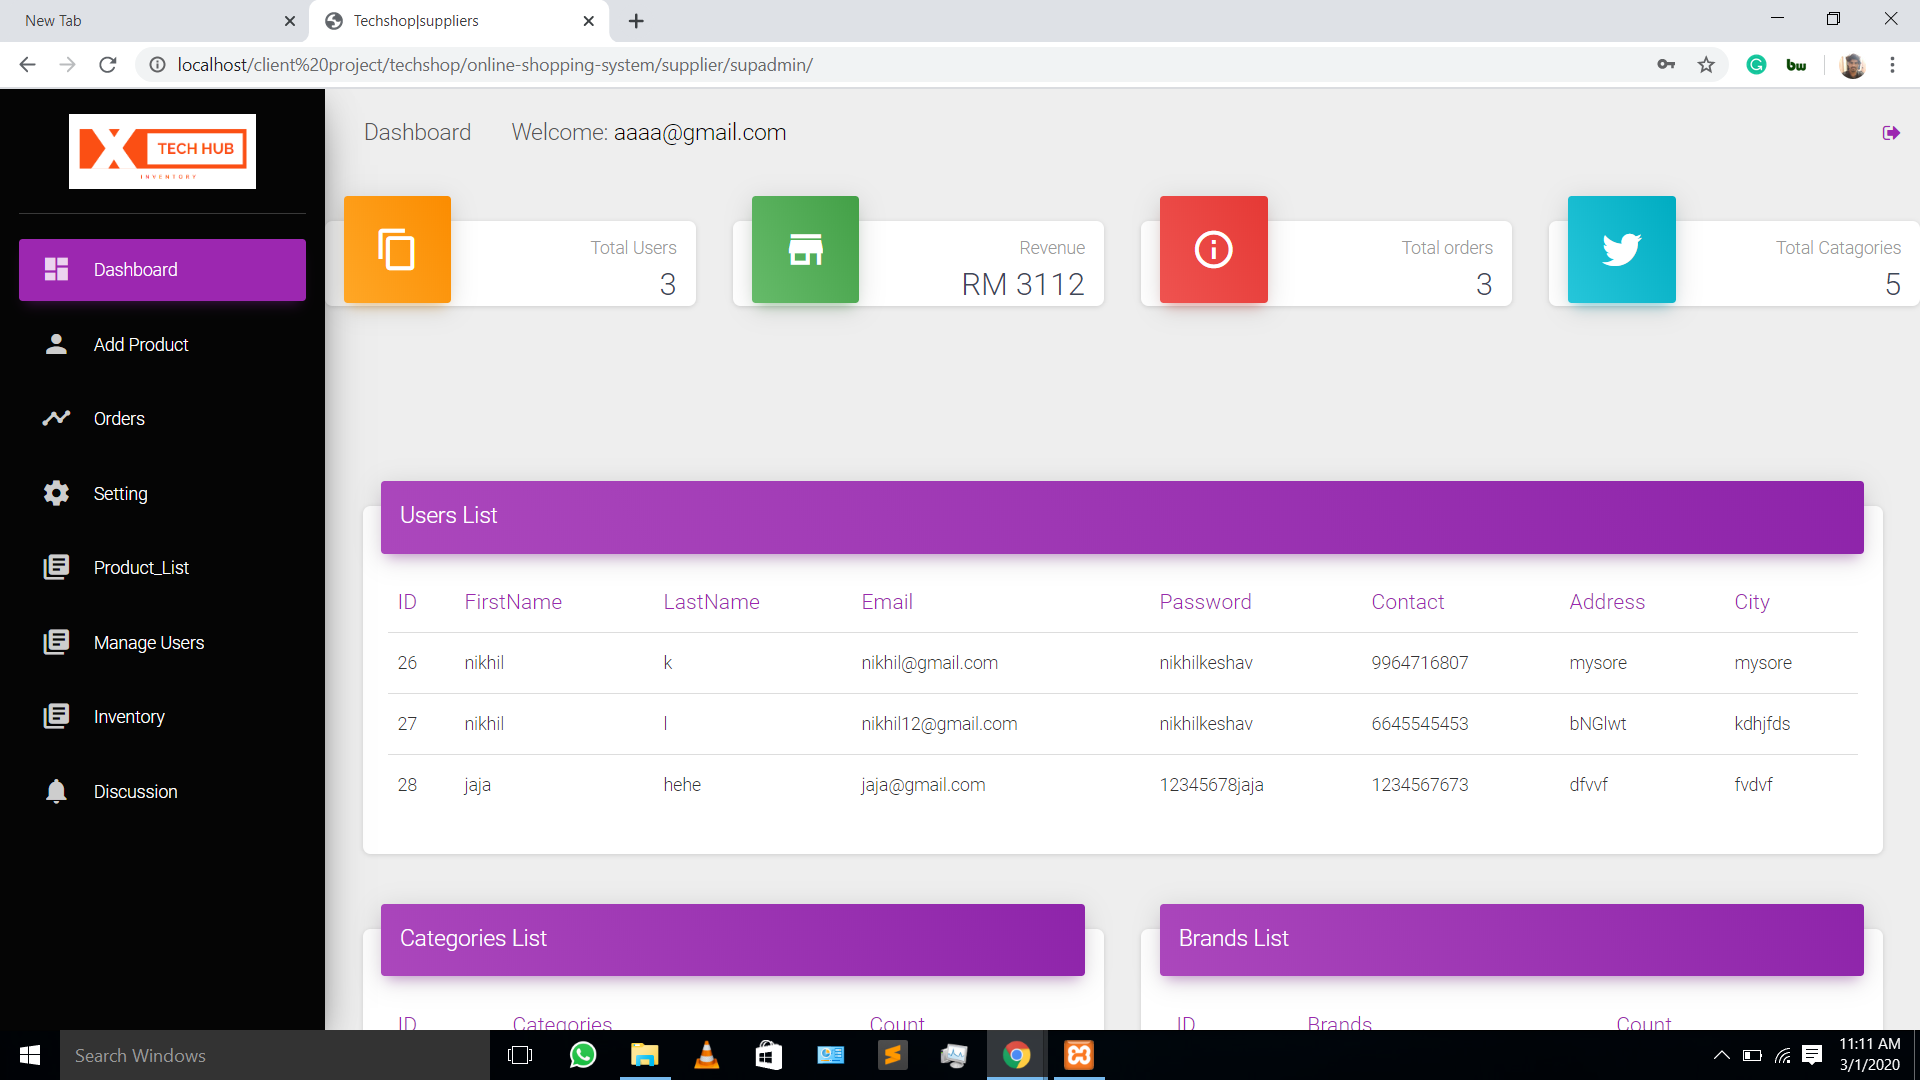 New Tab
Techshop|suppliers
localhost/client%20project/techshop/online-shopping-system/supplier/supadmin/
bw
TECH HUB
INVENTORY
Dashboard Welcome: aaaa@gmail.com
Total Users
3
Revenue
RM 3112
Total orders
3
Total Catagories
5
Dashboard
Add Product
Orders
Setting
Product_List
Manage Users
Inventory
Discussion
Users List
ID FirstName LastName Email Password Contact Address City
26 nikhil k nikhil@gmail.com nikhilkeshav 9964716807 mysore mysore
27 nikhil l nikhil12@gmail.com nikhilkeshav 6645545453 bNGlwt kdhjfds
28 jaja hehe jaja@gmail.com 12345678jaja 1234567673 dfvvf fvdvf
Categories List
ID Categories Count
Brands List
ID Brands Count
Search Windows
11:11 AM
3/1/2020